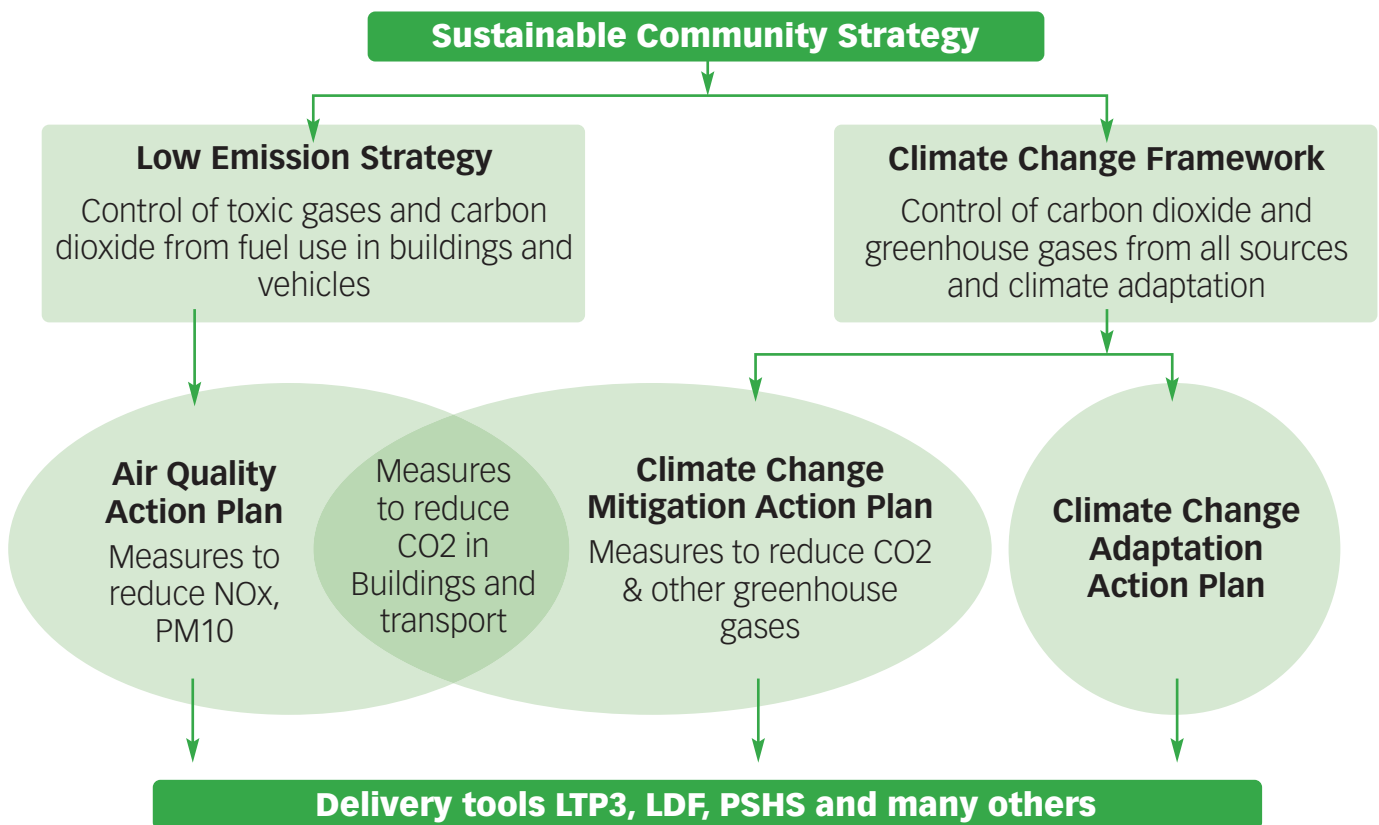 Sustainable Community Strategy
Low Emission Strategy
Control of toxic gases and carbon
dioxide from fuel use in buildings and
vehicles
Climate Change Framework
Control of carbon dioxide and
greenhouse gases from all sources
and climate adaptation
Air Quality
Action Plan
Measures to
reduce NOx,
PM10
Measures
to reduce
CO2 in
Buildings and
transport
Climate Change
Mitigation Action Plan
Measures to reduce CO2
& other greenhouse
gases
Climate Change
Adaptation
Action Plan
Delivery tools LTP3, LDF, PSHS and many others